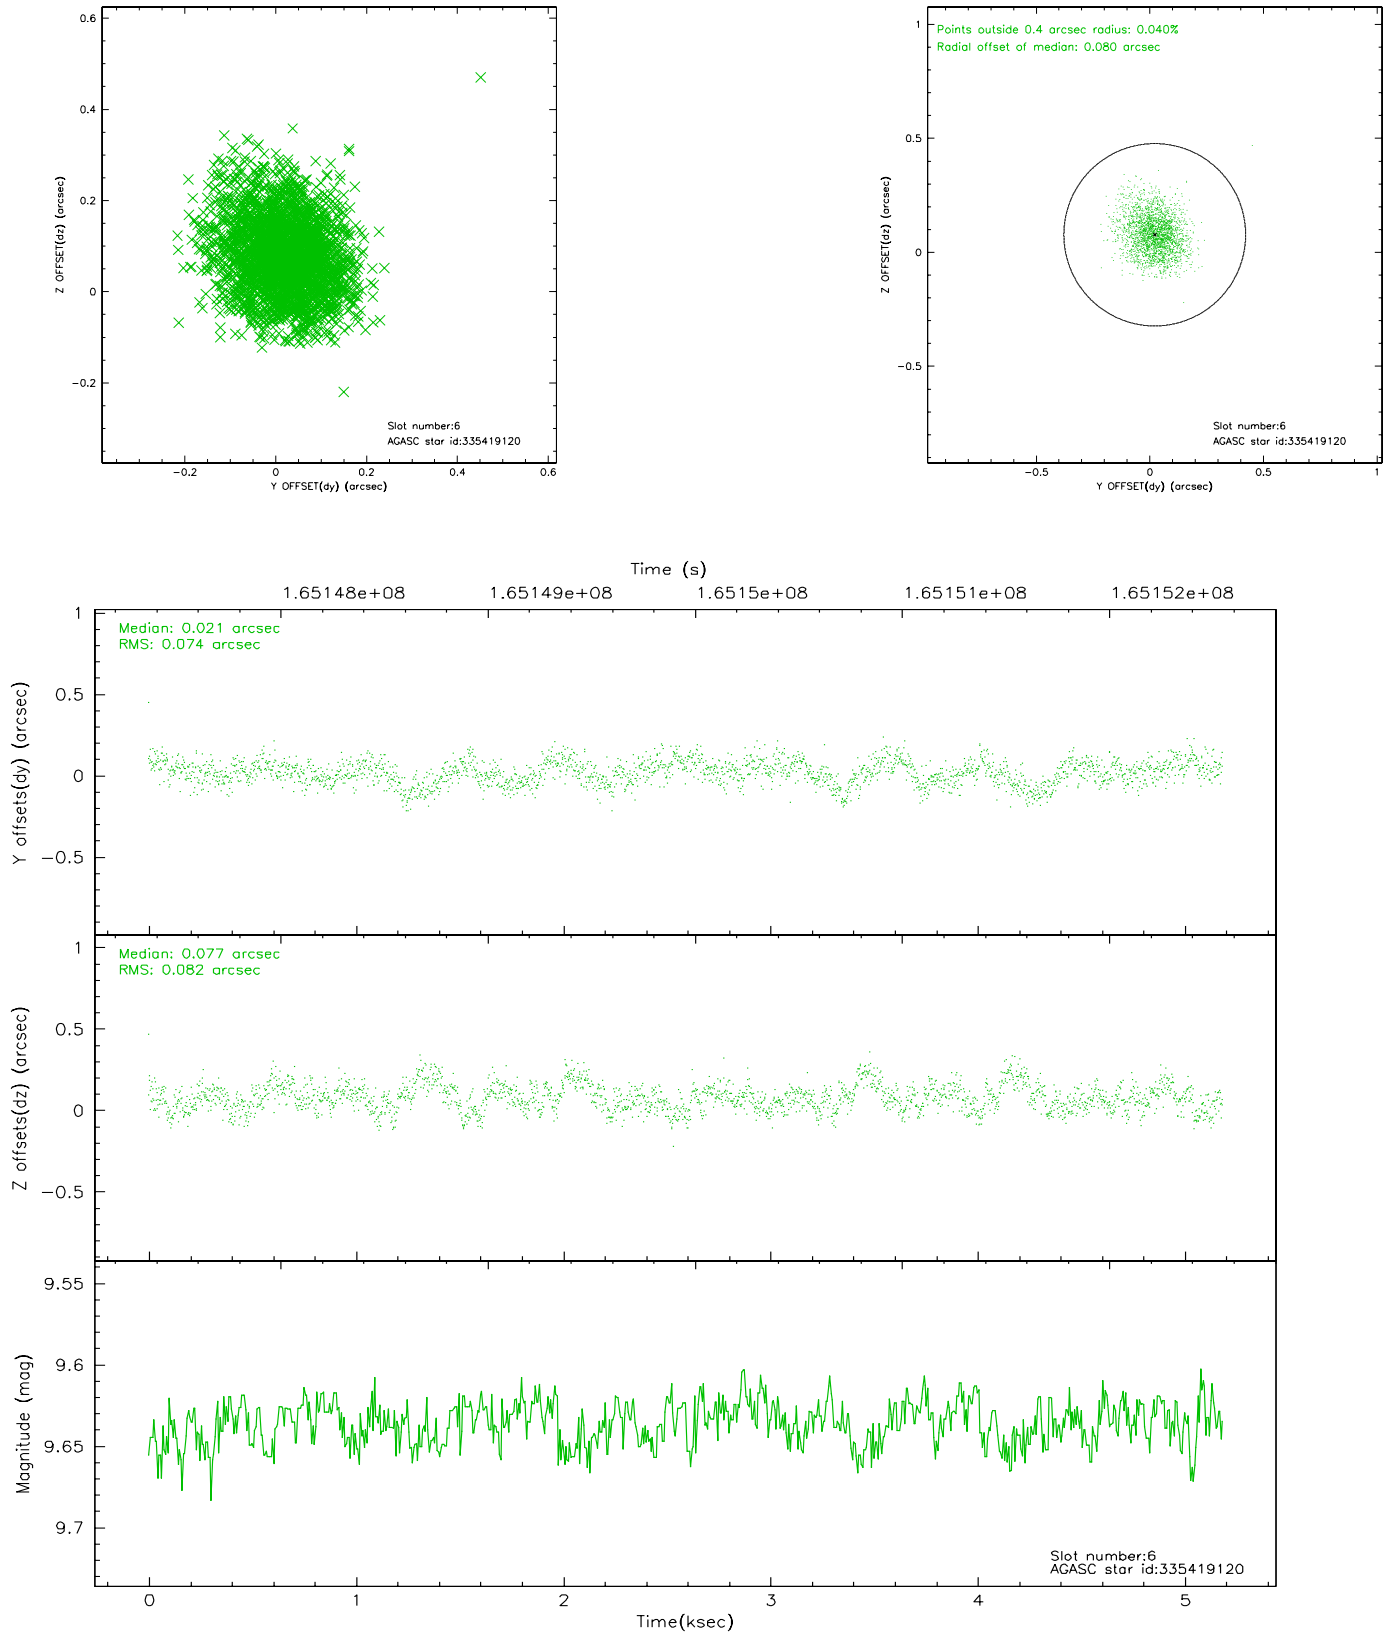 0.6
0.4
0.2
0
−0.2
Z OFFSET(dz) (arcsec)
Slot number:6
AGASC star id:335419120
−0.2
0
0.2
0.4
0.6
Y OFFSET(dy) (arcsec)
Points outside 0.4 arcsec radius: 0.040%
Radial offset of median: 0.080 arcsec
1
0.5
0
−0.5
Z OFFSET(dz) (arcsec)
Slot number:6
AGASC star id:335419120
−0.5
0
0.5
1
Y OFFSET(dy) (arcsec)
Time (s)
1.65148e+08
1.65149e+08
1.6515e+08
1.65151e+08
1.65152e+08
Median: 0.021 arcsec
RMS: 0.074 arcsec
1
0.5
0
−0.5
Y offsets(dy) (arcsec)
Median: 0.077 arcsec
RMS: 0.082 arcsec
1
0.5
0
−0.5
Z offsets(dz) (arcsec)
9.55
9.6
9.65
9.7
Magnitude (mag)
Slot number:6
AGASC star id:335419120
0
1
2
3
4
5
Time(ksec)